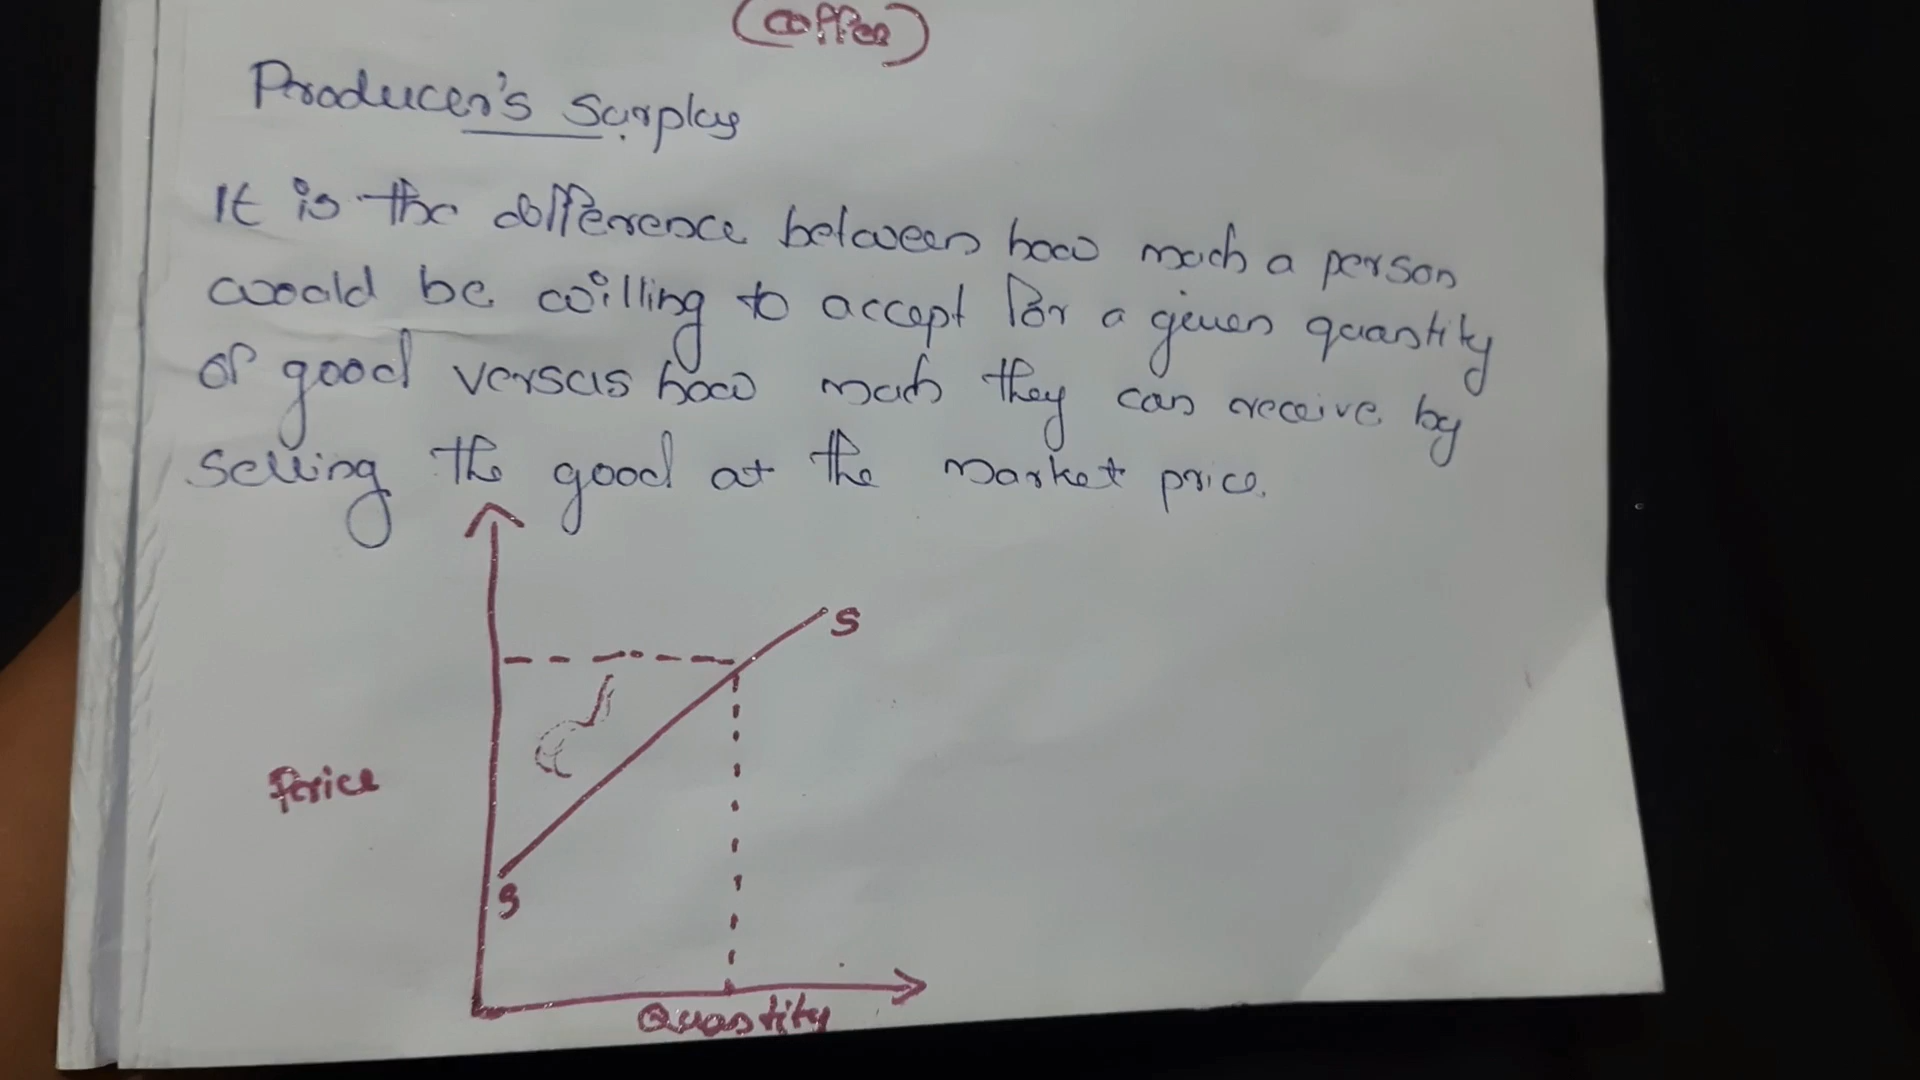 (coffee)
Producer's Surplus
It is the difference between how much a person
would be willing to accept for a given quantity
of good versus how much they can receive by
selling the good at the market price.
S
Price
S
Quantity